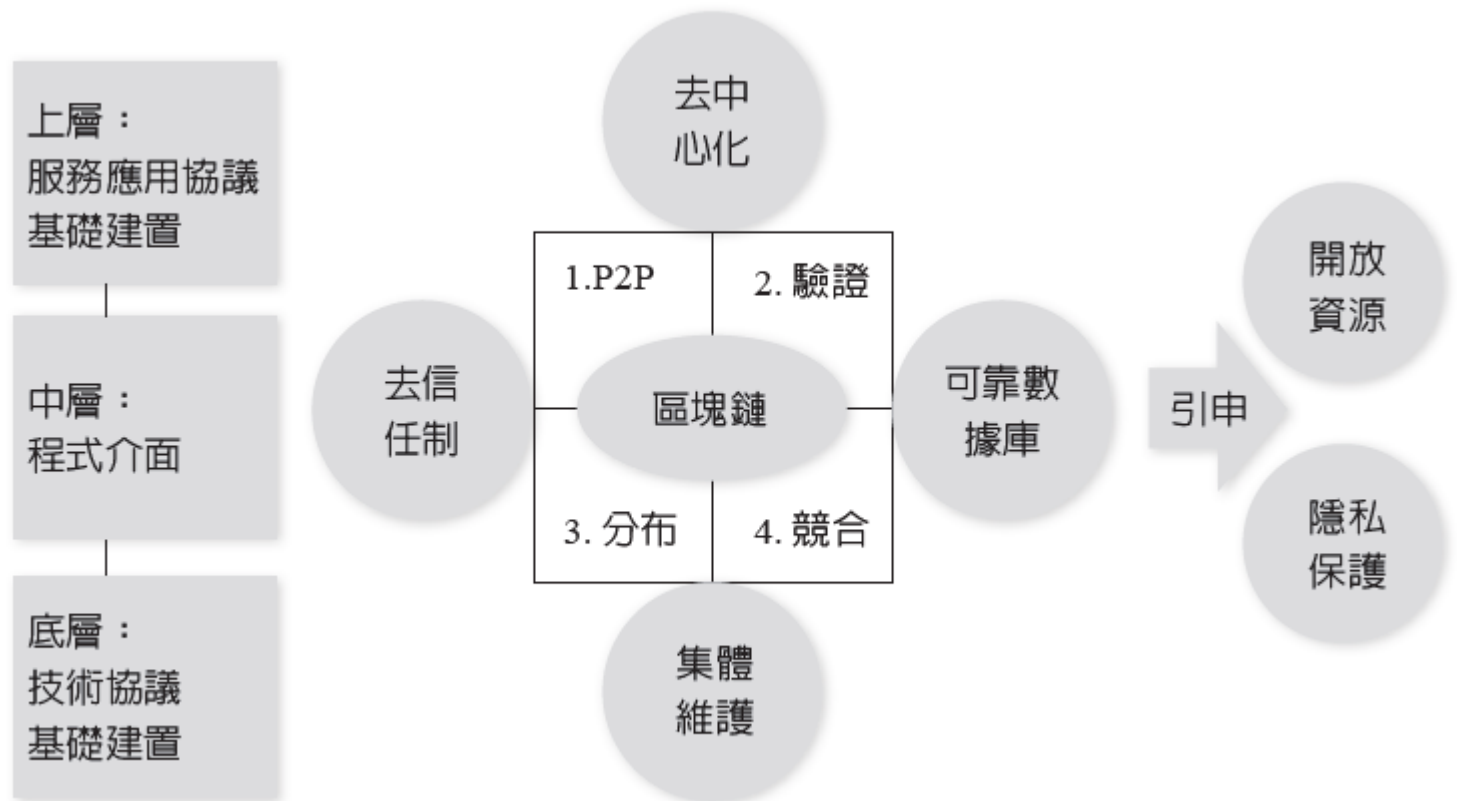 上層：
服務應用協議
基礎建置
中層：
程式介面
底層：
技術協議
基礎建置
去中
心化
1.P2P
2. 驗證
去信
任制
區塊鏈
可靠數
據庫
3. 分布
4. 競合
集體
維護
引申
開放
資源
隱私
保護